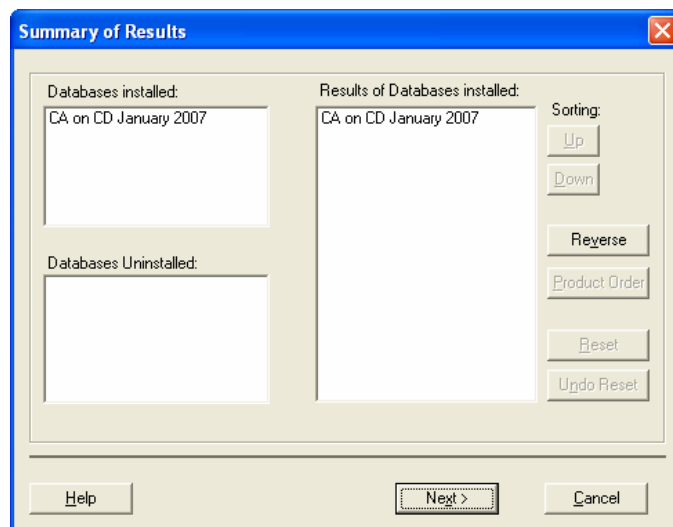 Summary of Results
Databases installed:
CA on CD January 2007
Databases Uninstalled:
Results of Databases installed:
CA on CD January 2007
Sorting:
Up
Down
Reverse
Product Order
Reset
Undo Reset
Help
Next >
Cancel